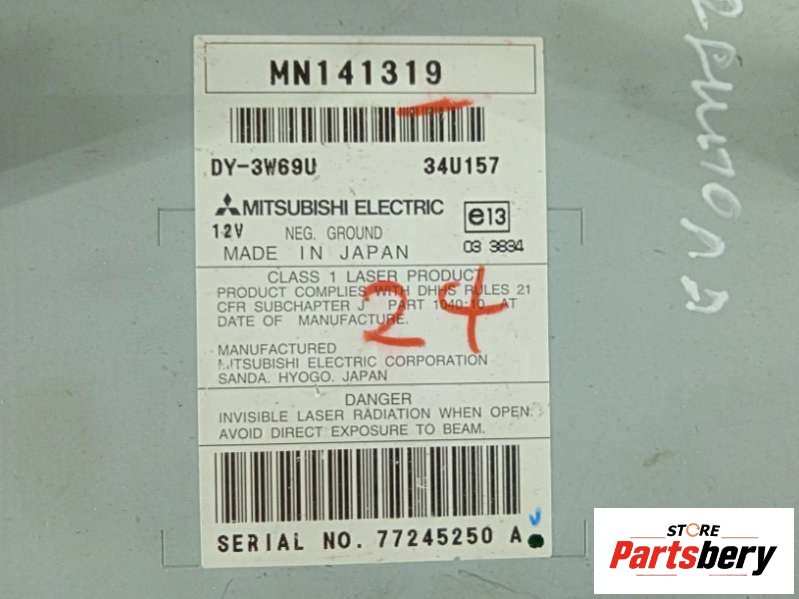 MN141319
DY-3W69U 34U157
MITSUBISHI ELECTRIC e13
12V NEG. GROUND
MADE IN JAPAN 03 3834
CLASS 1 LASER PRODUCT
PRODUCT COMPLIES WITH DHHS RULES 21
CFR SUBCHAPTER J PART 1040:10, AT
DATE OF MANUFACTURE.
24
MANUFACTURED
MITSUBISHI ELECTRIC CORPORATION
SANDA. HYOGO. JAPAN
DANGER
INVISIBLE LASER RADIATION WHEN OPEN.
AVOID DIRECT EXPOSURE TO BEAM.
SERIAL NO. 77245250 A
STORE
Partsbery